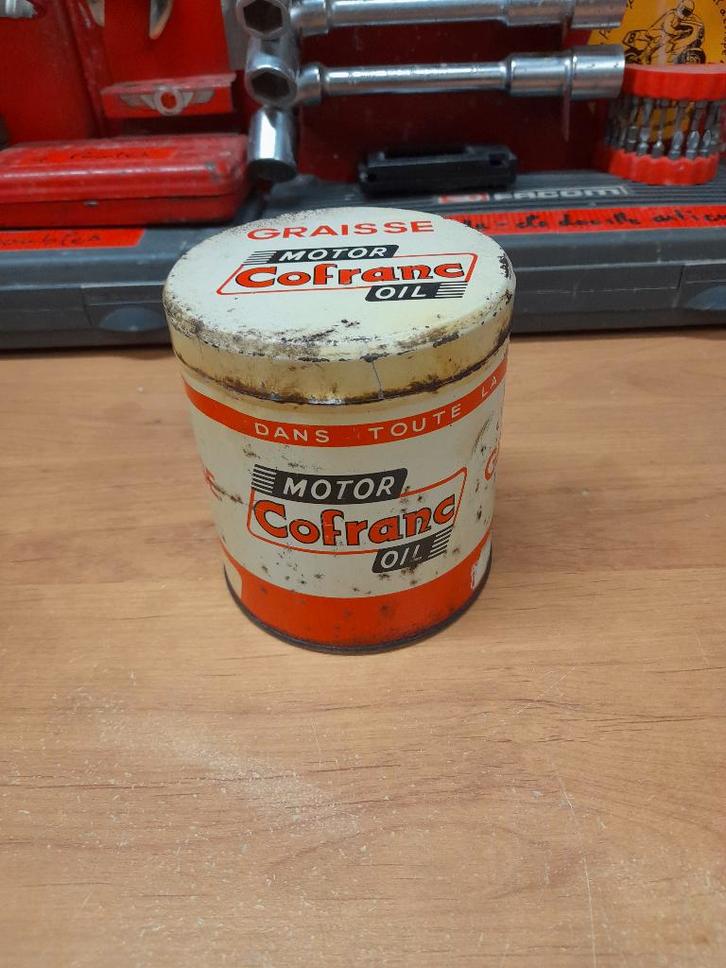 FACOM
GRAISSE
MOTOR
Cofranc
OIL
DANS TOUTE LA
MOTOR
Cofranc
OIL